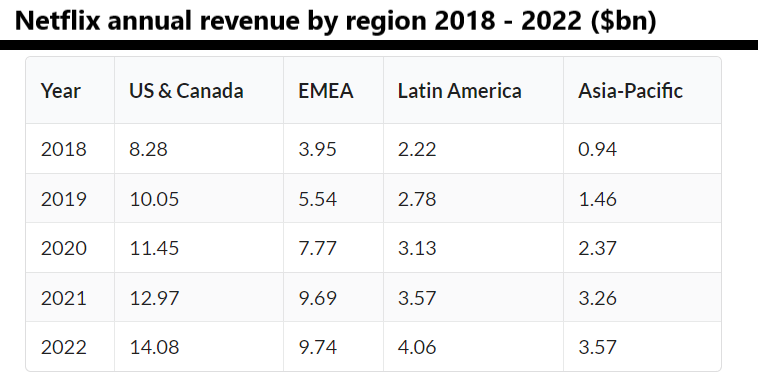 Netflix annual revenue by region 2018 - 2022 ($bn)
Year US & Canada EMEA Latin America Asia-Pacific
2018 8.28 3.95 2.22 0.94
2019 10.05 5.54 2.78 1.46
2020 11.45 7.77 3.13 2.37
2021 12.97 9.69 3.57 3.26
2022 14.08 9.74 4.06 3.57